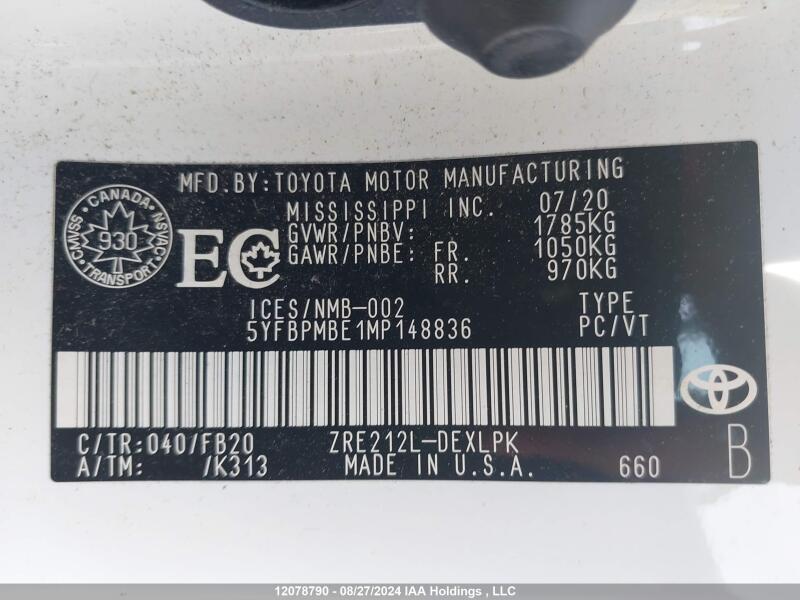 MFD.BY:TOYOTA MOTOR MANUFACTURING
MISSISSIPPI INC. 07/20
GVWR/PNBV: 1785KG
GAWR/PNBE: FR. 1050KG
RR. 970KG
CANADA
CMVSS NSVAC
930
TRANSPORT
EC
ICES/NMB-002 TYPE
5YFBPMBE1MP148836 PC/VT
C/TR:040/FB20 ZRE212L-DEXLPK
A/TM: /K313 MADE IN U.S.A. 660 B
12078790 - 08/27/2024 IAA Holdings , LLC